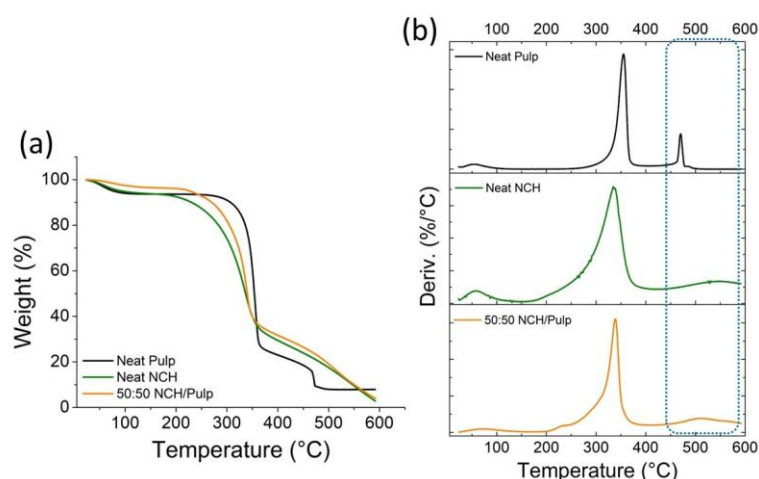 (a)
Weight (%)
100
80
60
40
20
0
Neat Pulp
Neat NCH
50:50 NCH/Pulp
100 200 300 400 500 600
Temperature (°C)
(b)
0 100 200 300 400 500 600
Neat Pulp
Neat NCH
50:50 NCH/Pulp
Deriv. (%/°C)
0 100 200 300 400 500 600
Temperature (°C)